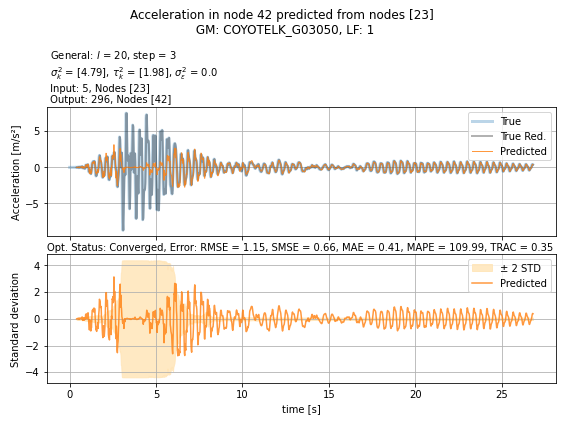 Acceleration in node 42 predicted from nodes [23]
GM: COYOTELK_G03050, LF: 1
General: l = 20, step = 3
σ²ₖ = [4.79], τ²ₖ = [1.98], σ²ε = 0.0
Input: 5, Nodes [23]
Output: 296, Nodes [42]
Acceleration [m/s²]
5
0
−5
True
True Red.
Predicted
Opt. Status: Converged, Error: RMSE = 1.15, SMSE = 0.66, MAE = 0.41, MAPE = 109.99, TRAC = 0.35
Standard deviation
4
2
0
−2
−4
± 2 STD
Predicted
0 5 10 15 20 25
time [s]